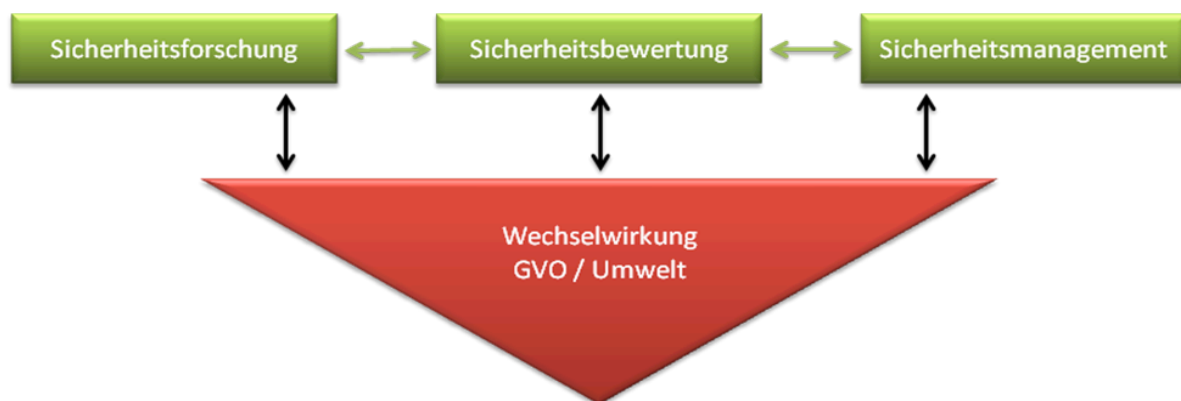 Sicherheitsforschung
Sicherheitsbewertung
Sicherheitsmanagement
Wechselwirkung
GVO / Umwelt